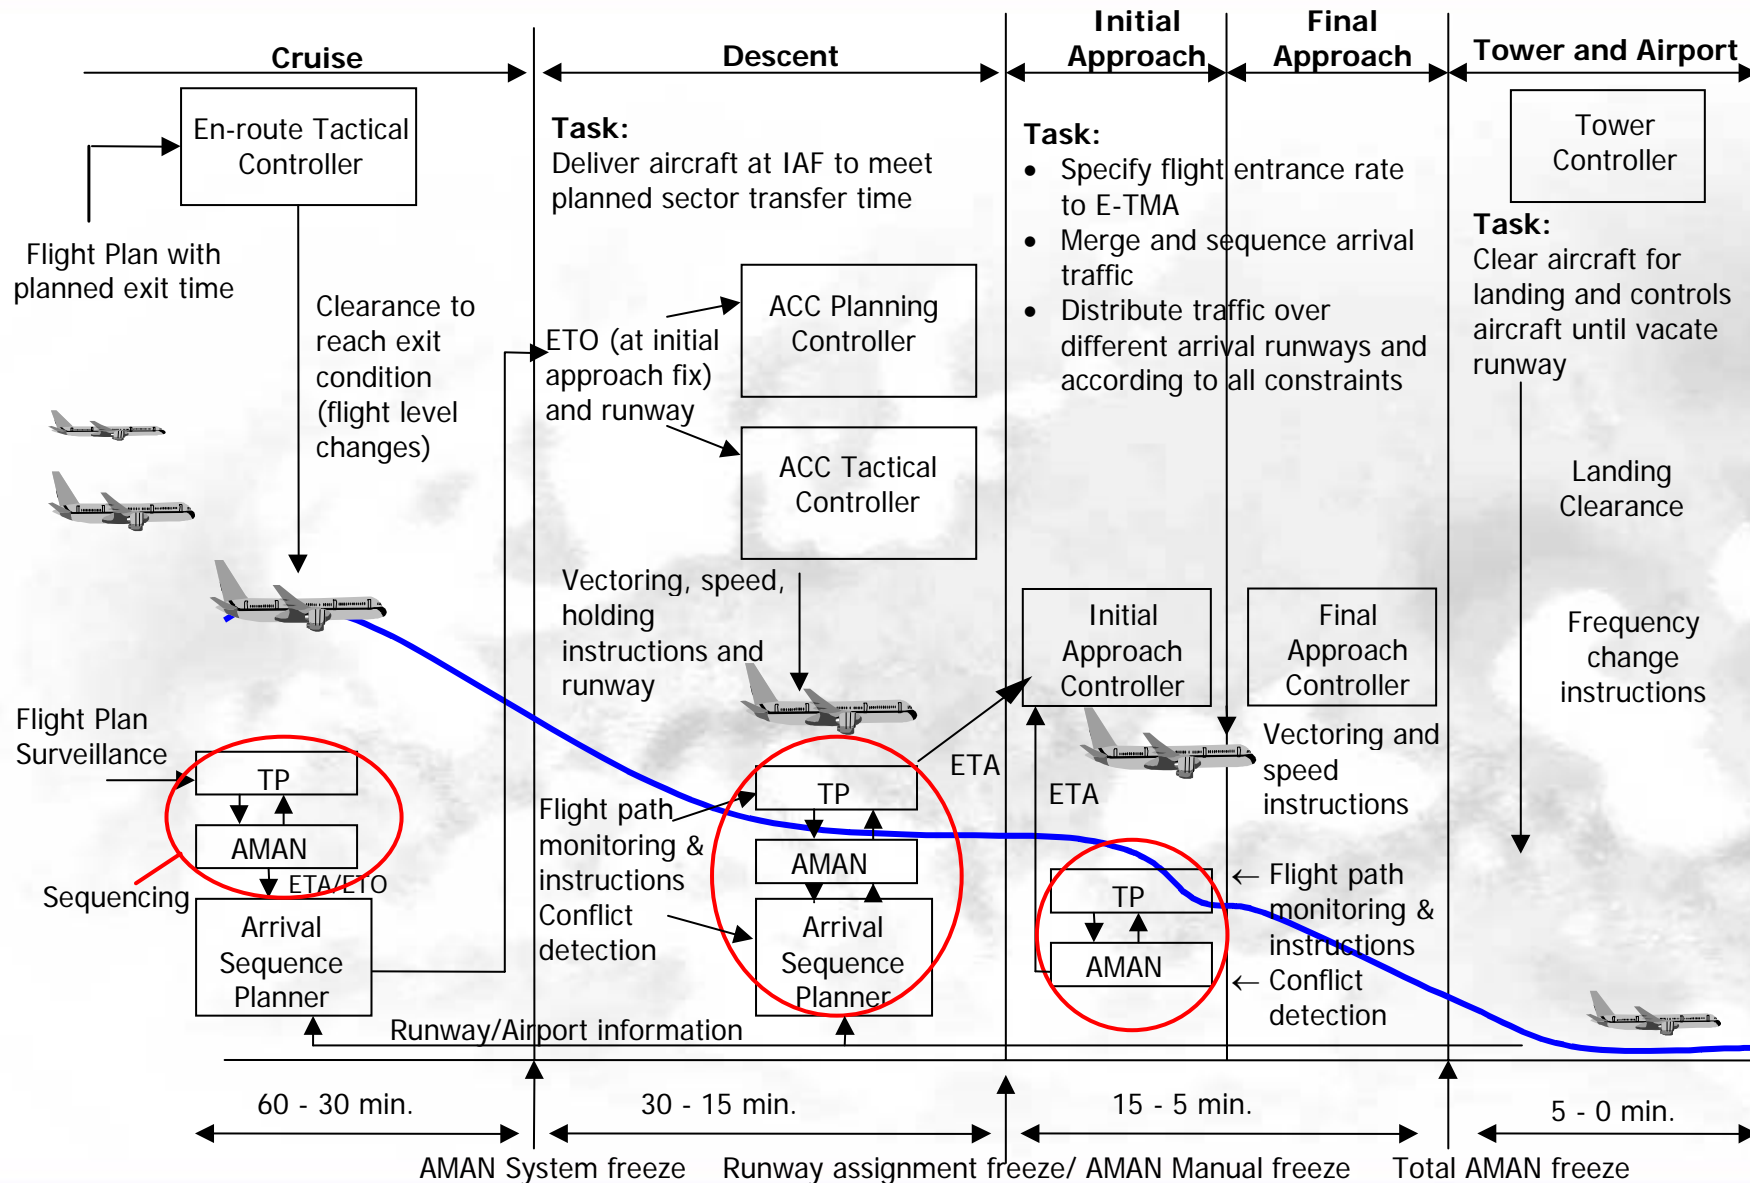 Cruise
Descent
Initial
Approach
Final
Approach
Tower and Airport
En-route Tactical
Controller
Flight Plan with
planned exit time
Clearance to
reach exit
condition
(flight level
changes)
Task:
Deliver aircraft at IAF to meet
planned sector transfer time
ETO (at initial
approach fix)
and runway
ACC Planning
Controller
ACC Tactical
Controller
Vectoring, speed,
holding
instructions and
runway
Task:
• Specify flight entrance rate
to E-TMA
• Merge and sequence arrival
traffic
• Distribute traffic over
different arrival runways and
according to all constraints
Tower
Controller
Task:
Clear aircraft for
landing and controls
aircraft until vacate
runway
Landing
Clearance
Frequency
change
instructions
Initial
Approach
Controller
Final
Approach
Controller
Vectoring and
speed
instructions
Flight Plan
Surveillance
TP
AMAN
Sequencing
ETA/ETO
Arrival
Sequence
Planner
Flight path
monitoring &
instructions
Conflict
detection
TP
AMAN
Arrival
Sequence
Planner
ETA
ETA
TP
AMAN
← Flight path
monitoring &
instructions
← Conflict
detection
Runway/Airport information
60 - 30 min.
30 - 15 min.
15 - 5 min.
5 - 0 min.
AMAN System freeze
Runway assignment freeze/ AMAN Manual freeze
Total AMAN freeze